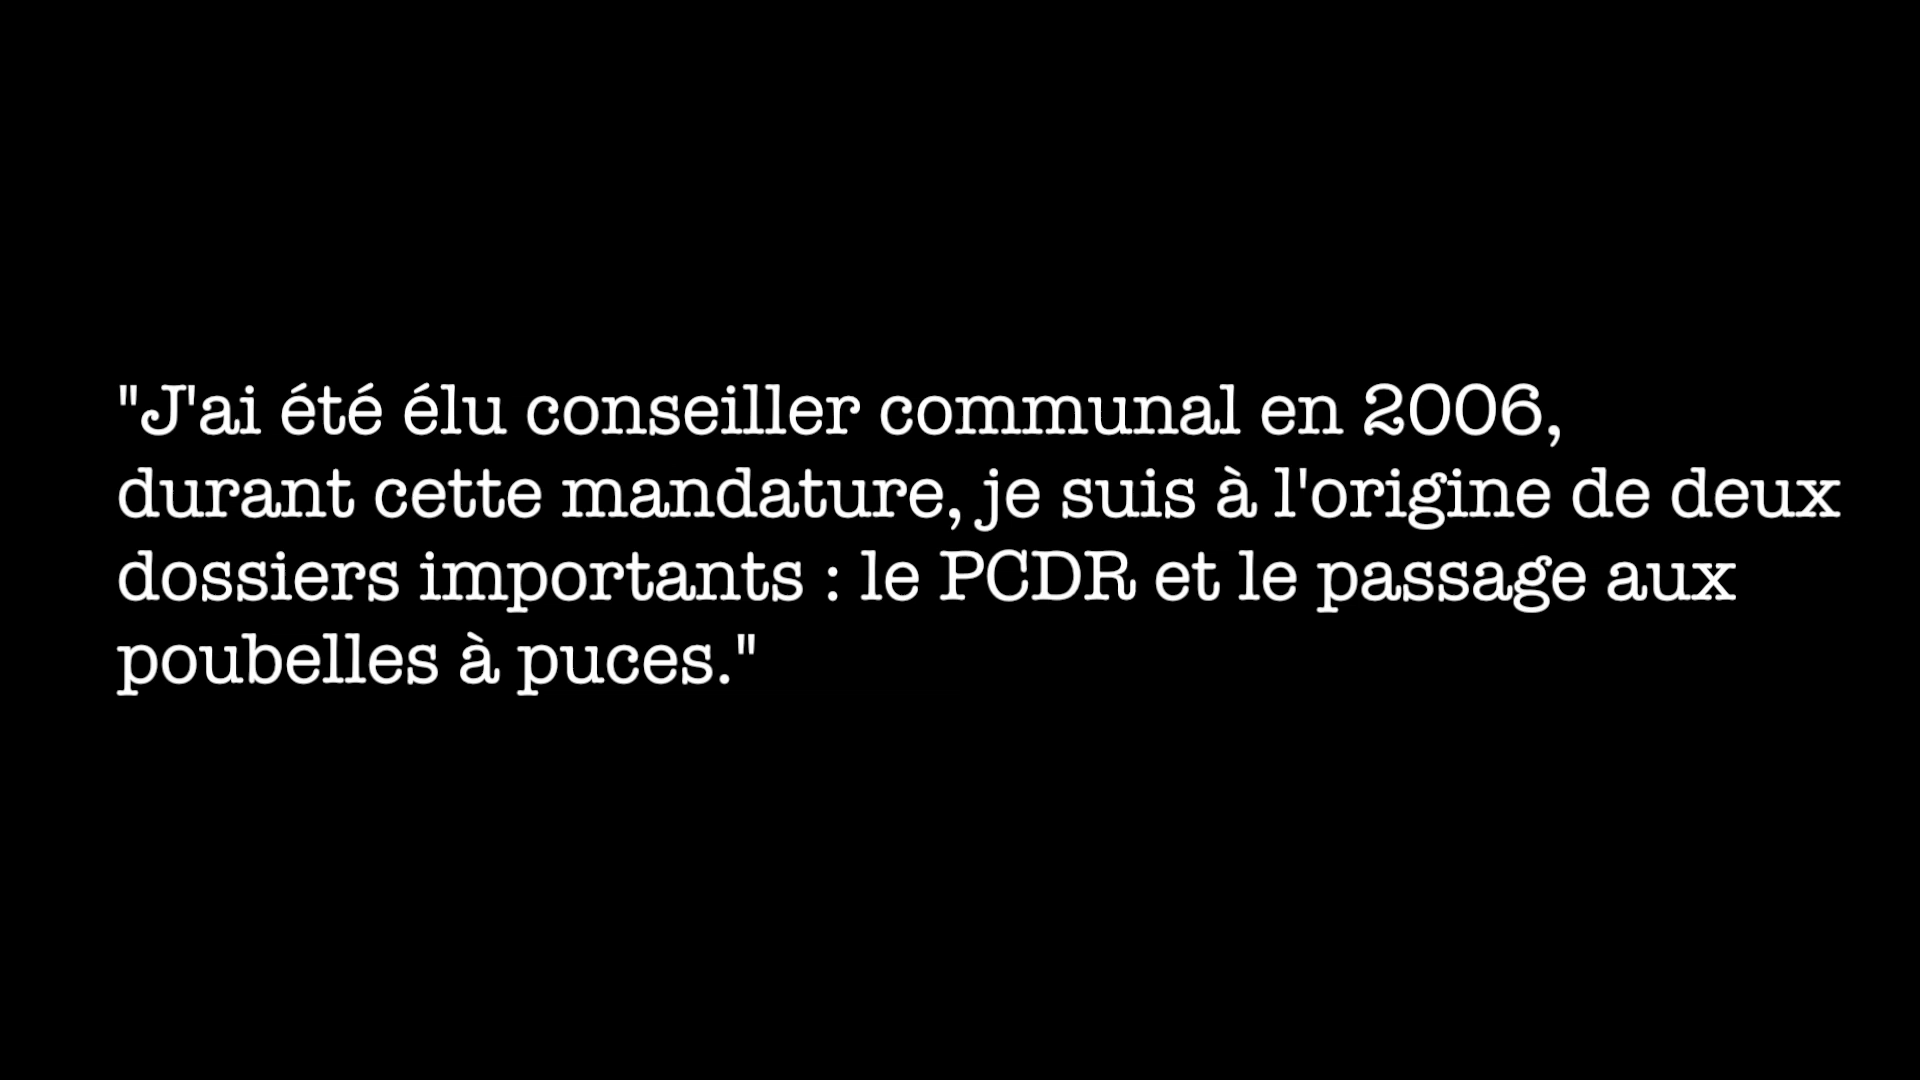 "J'ai été élu conseiller communal en 2006,
durant cette mandature, je suis à l'origine de deux
dossiers importants : le PCDR et le passage aux
poubelles à puces."